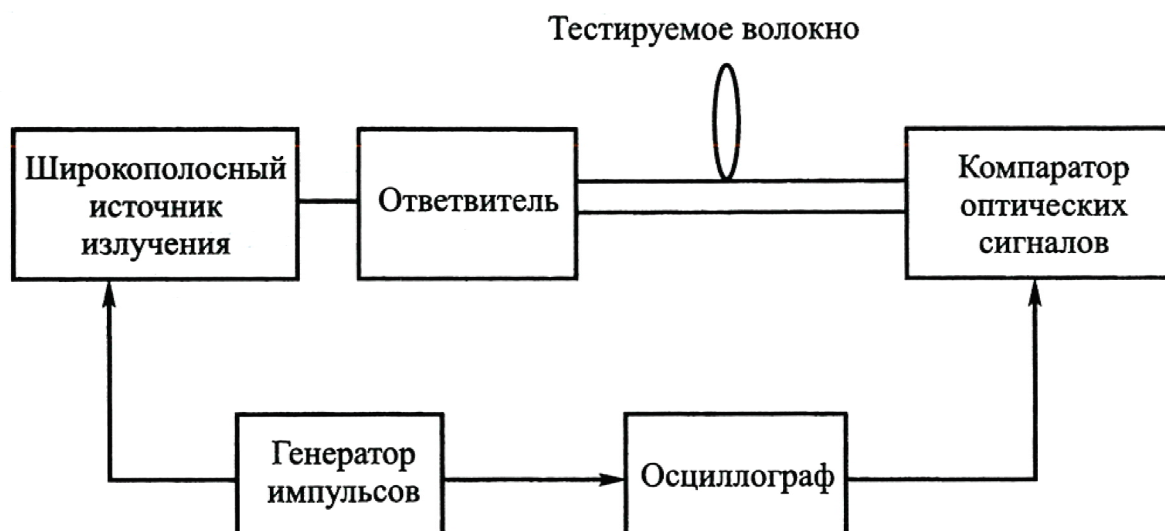 Тестируемое волокно
Широкополосный
источник
излучения
Ответвитель
Компаратор
оптических
сигналов
Генератор
импульсов
Осциллограф